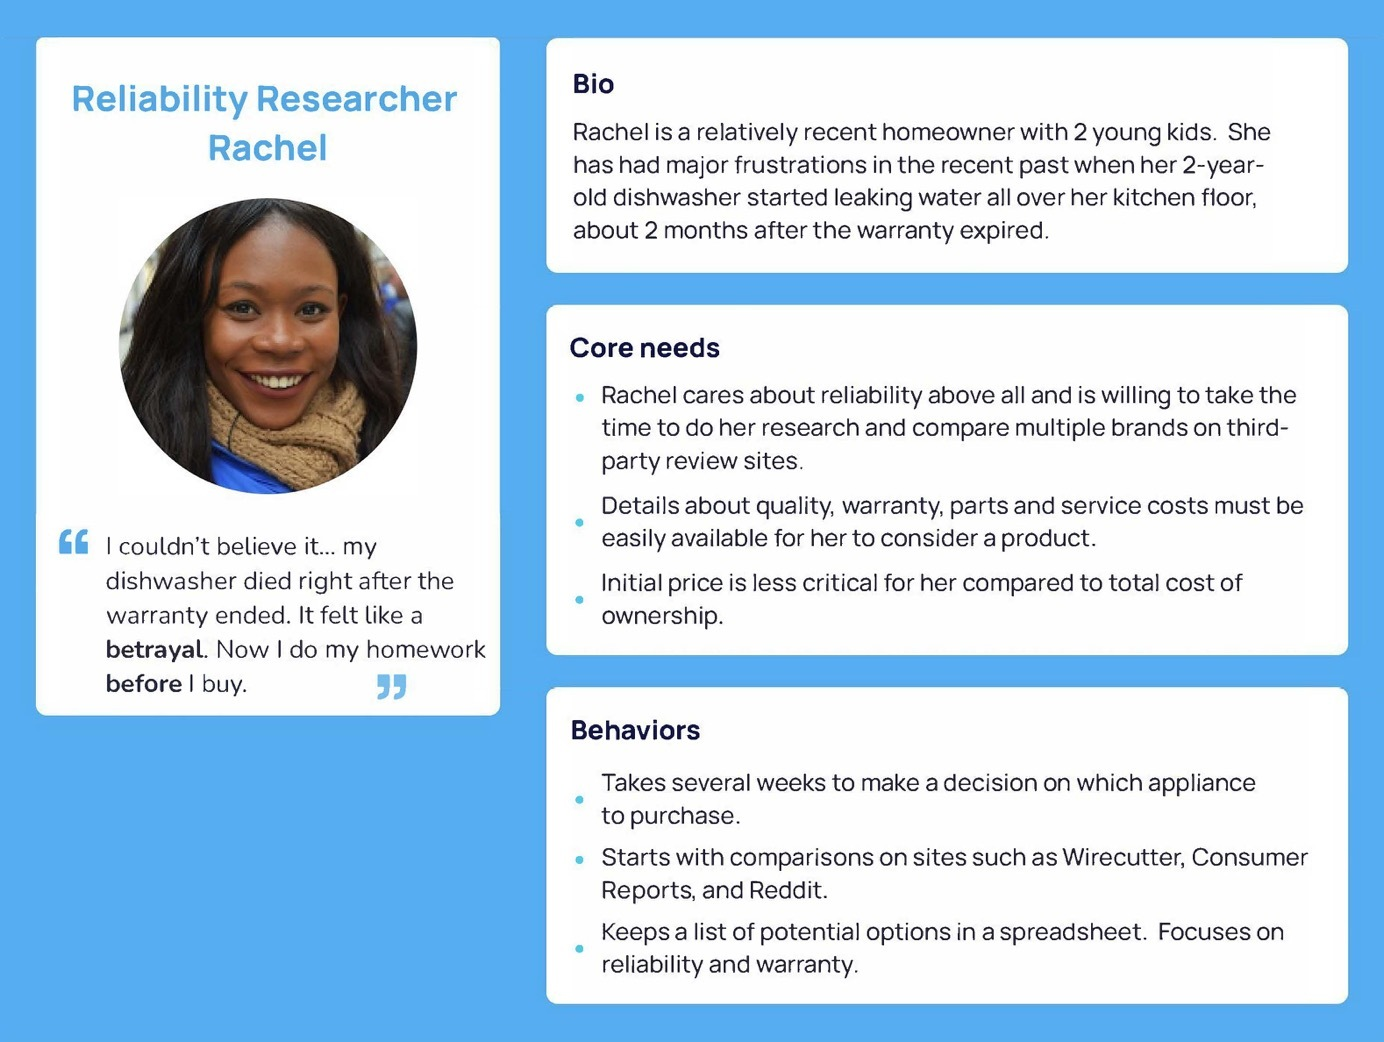 Reliability Researcher
Rachel
“ I couldn’t believe it... my
dishwasher died right after the
warranty ended. It felt like a
betrayal. Now I do my homework
before I buy. ”
Bio
Rachel is a relatively recent homeowner with 2 young kids.  She
has had major frustrations in the recent past when her 2-year-
old dishwasher started leaking water all over her kitchen floor,
about 2 months after the warranty expired.
Core needs
• Rachel cares about reliability above all and is willing to take the
time to do her research and compare multiple brands on third-
party review sites.
• Details about quality, warranty, parts and service costs must be
easily available for her to consider a product.
• Initial price is less critical for her compared to total cost of
ownership.
Behaviors
• Takes several weeks to make a decision on which appliance
to purchase.
• Starts with comparisons on sites such as Wirecutter, Consumer
Reports, and Reddit.
• Keeps a list of potential options in a spreadsheet.  Focuses on
reliability and warranty.